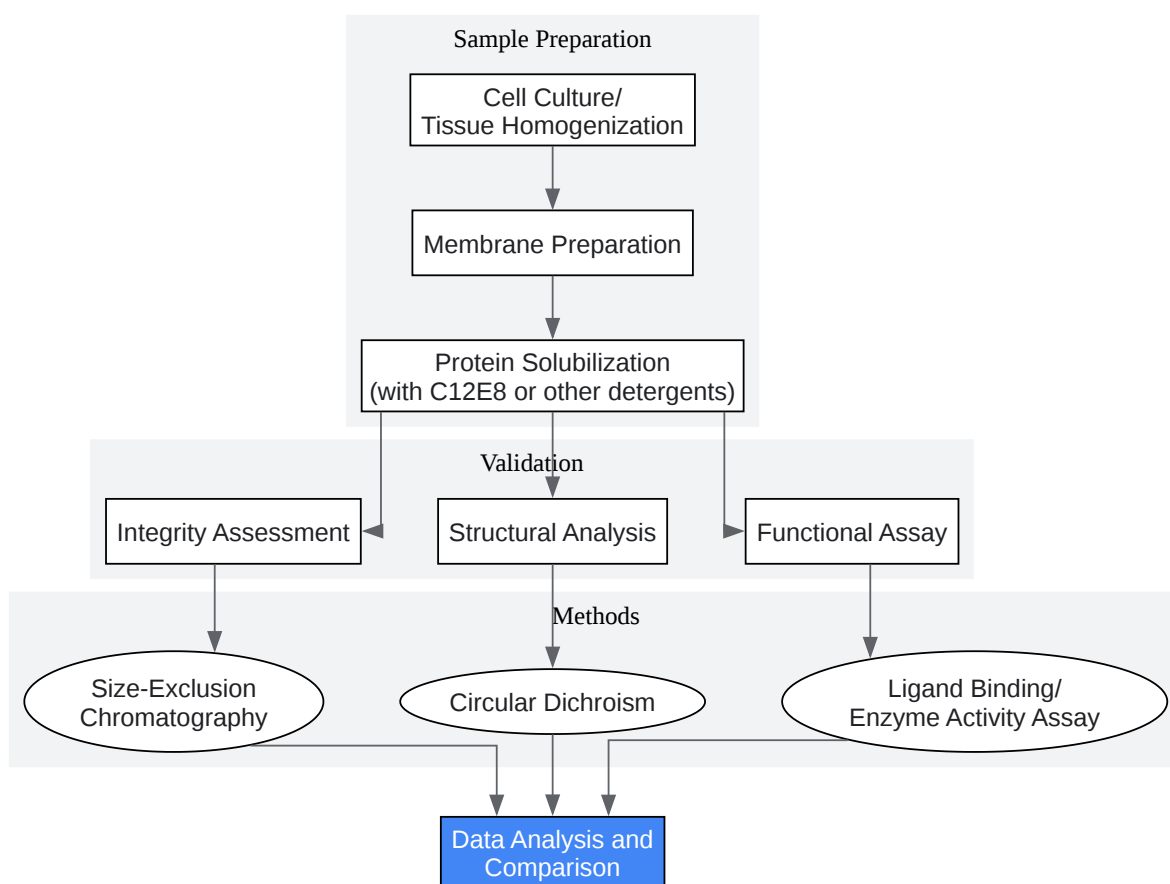 Sample Preparation
Cell Culture/
Tissue Homogenization
Membrane Preparation
Protein Solubilization
(with C12E8 or other detergents)
Validation
Integrity Assessment
Structural Analysis
Functional Assay
Methods
Size-Exclusion
Chromatography
Circular Dichroism
Ligand Binding/
Enzyme Activity Assay
Data Analysis and
Comparison